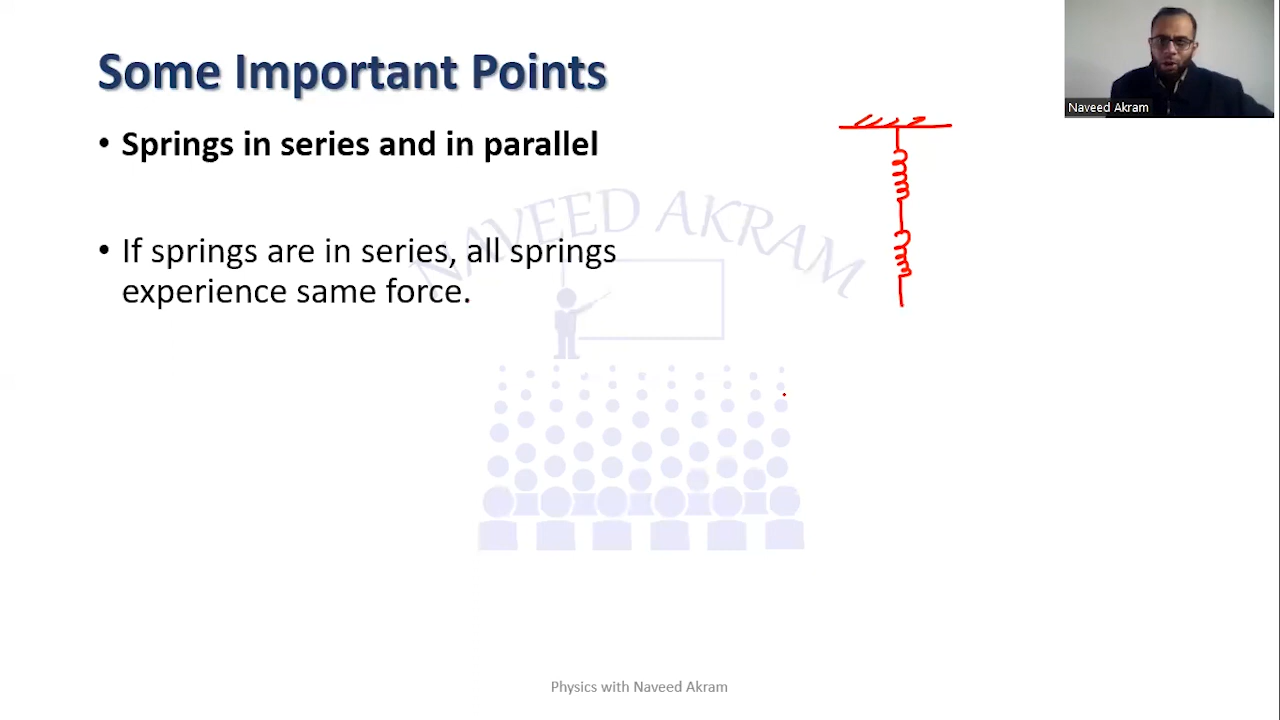 Some Important Points
Naveed Akram
• Springs in series and in parallel
NAVEED AKRAM
• If springs are in series, all springs
experience same force.
Physics with Naveed Akram